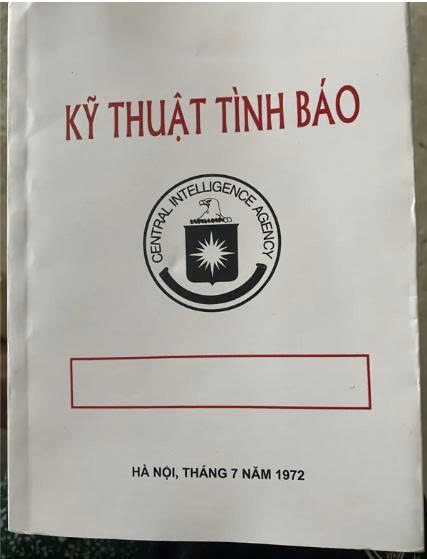 KỸ THUẬT TÌNH BÁO
CENTRAL INTELLIGENCE AGENCY
HÀ NỘI, THÁNG 7 NĂM 1972